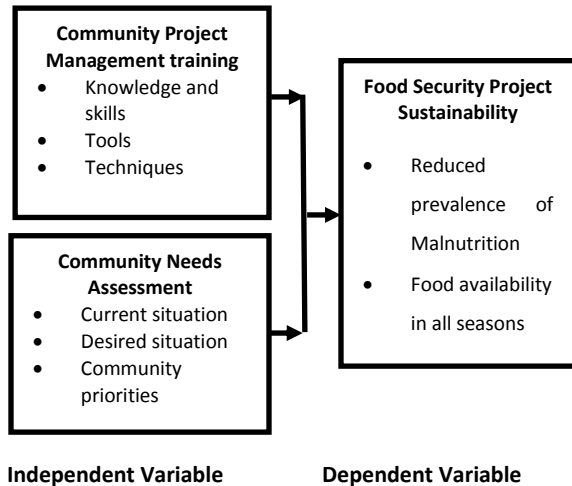 Community Project
Management training
• Knowledge and
skills
• Tools
• Techniques
Community Needs
Assessment
• Current situation
• Desired situation
• Community
priorities
Food Security Project
Sustainability
• Reduced
prevalence of
Malnutrition
• Food availability
in all seasons
Independent Variable
Dependent Variable